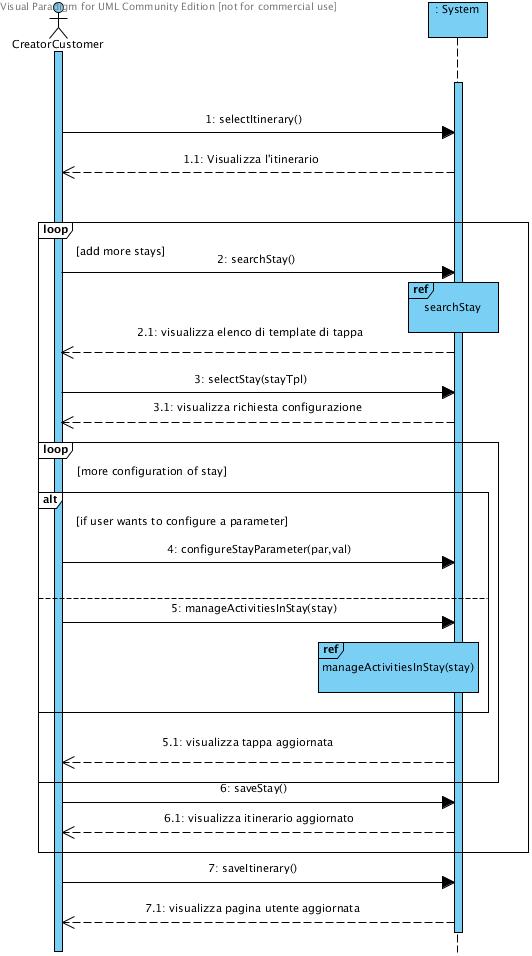 Visual Paradigm for UML Community Edition [not for commercial use]
CreatorCustomer
: System
1: selectItinerary()
1.1: Visualizza l'itinerario
loop
[add more stays]
2: searchStay()
ref
searchStay
2.1: visualizza elenco di template di tappa
3: selectStay(stayTpl)
3.1: visualizza richiesta configurazione
loop
[more configuration of stay]
alt
[if user wants to configure a parameter]
4: configureStayParameter(par,val)
5: manageActivitiesInStay(stay)
ref
manageActivitiesInStay(stay)
5.1: visualizza tappa aggiornata
6: saveStay()
6.1: visualizza itinerario aggiornato
7: saveItinerary()
7.1: visualizza pagina utente aggiornata